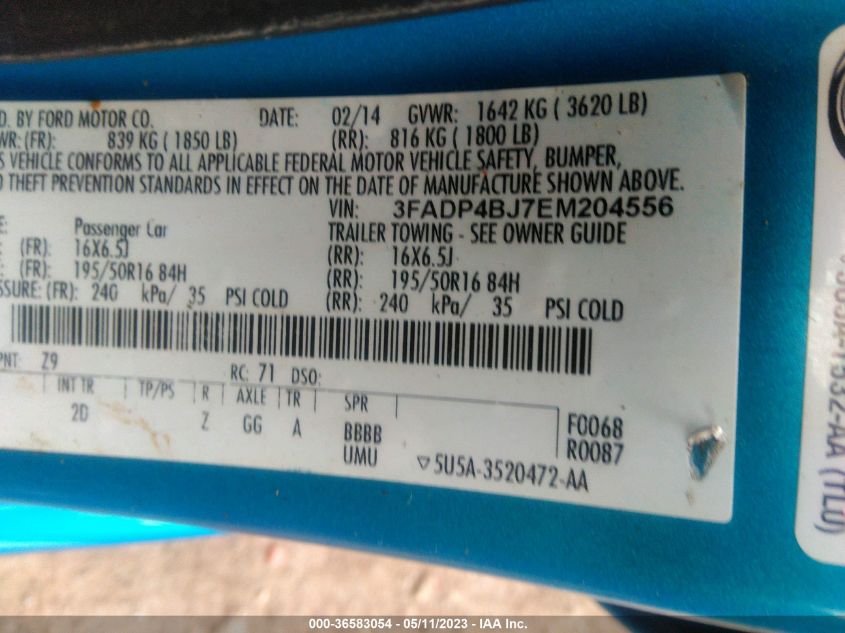 D. BY FORD MOTOR CO. DATE: 02/14 GVWR: 1642 KG ( 3620 LB)
WR: (FR): 839 KG ( 1850 LB) (RR): 816 KG ( 1800 LB)
S VEHICLE CONFORMS TO ALL APPLICABLE FEDERAL MOTOR VEHICLE SAFETY, BUMPER,
D THEFT PREVENTION STANDARDS IN EFFECT ON THE DATE OF MANUFACTURE SHOWN ABOVE.
VIN: 3FADP4BJ7EM204556
E: Passenger Car TRAILER TOWING - SEE OWNER GUIDE
(FR): 16X6.5J (RR): 16X6.5J
(FR): 195/50R16 84H (RR): 195/50R16 84H
SSURE: (FR): 240 kPa/ 35 PSI COLD (RR): 240 kPa/ 35 PSI COLD
PNT: Z9 RC: 71 DSO:
INT TR TP/PS R AXLE TR SPR
2D Z GG A BBBB F0068
UMU R0087
▽5U5A-3520472-AA
1532-AA (TLU)
000-36583054 - 05/11/2023 - IAA Inc.